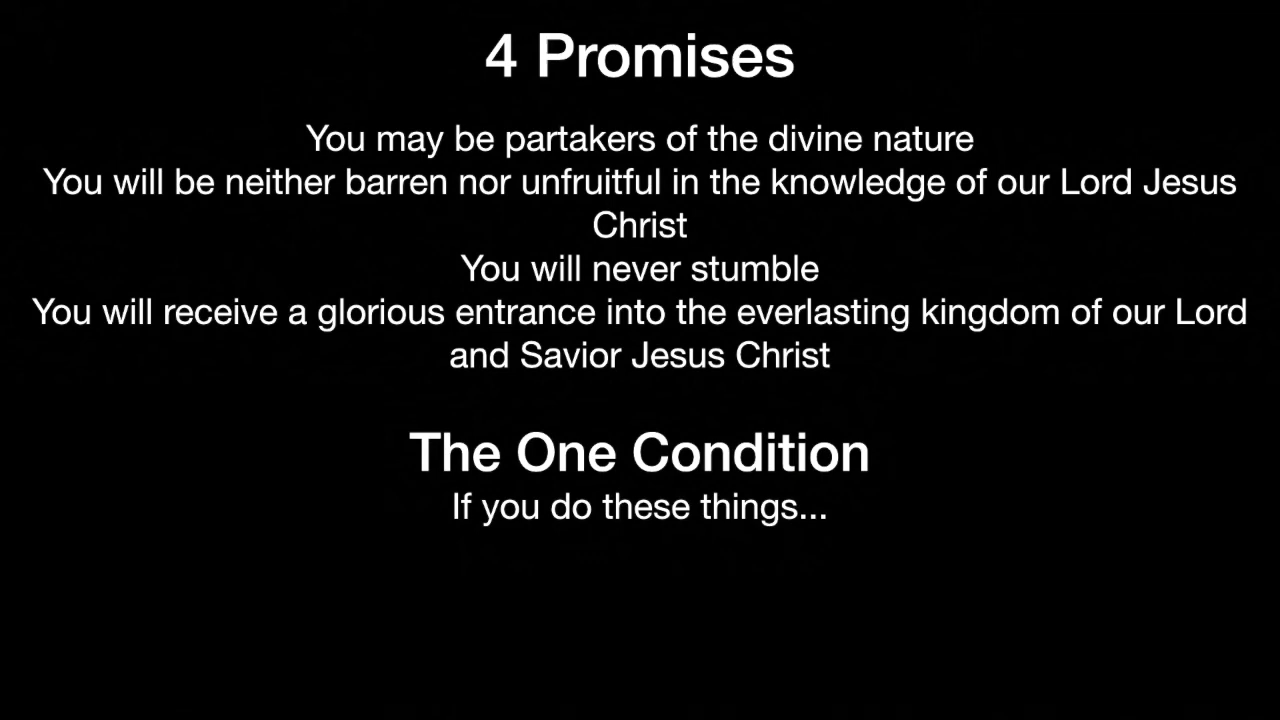 4 Promises
You may be partakers of the divine nature
You will be neither barren nor unfruitful in the knowledge of our Lord Jesus
Christ
You will never stumble
You will receive a glorious entrance into the everlasting kingdom of our Lord
and Savior Jesus Christ
The One Condition
If you do these things...